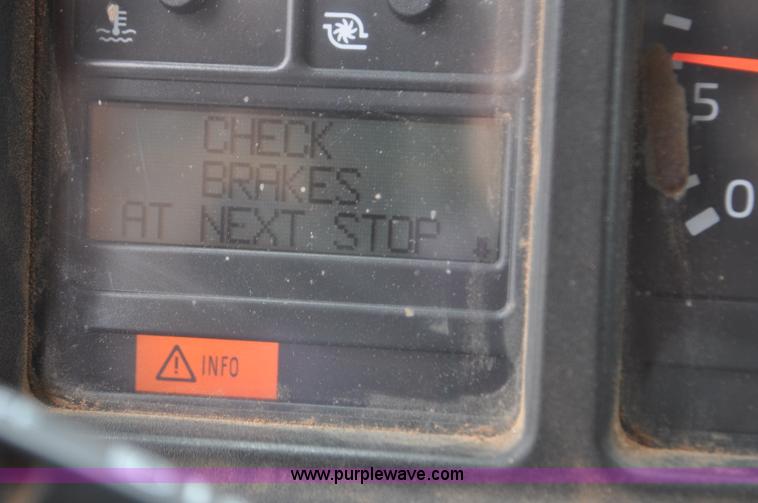 CHECK
BRAKES
AT NEXT STOP
5
0
INFO
www.purplewave.com